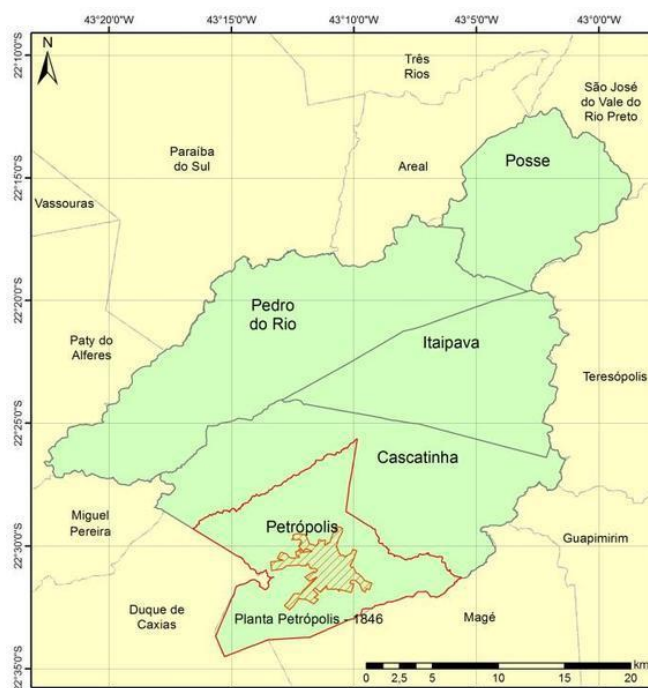 43°20'0"W 43°15'0"W 43°10'0"W 43°5'0"W 43°0'0"W
N
22°10'0"S
22°15'0"S
22°20'0"S
22°25'0"S
22°30'0"S
22°35'0"S
Três
Rios
São José
do Vale do
Rio Preto
Paraíba
do Sul
Areal
Posse
Vassouras
Pedro
do Rio
Itaipava
Paty do
Alferes
Teresópolis
Cascatinha
Miguel
Pereira
Petrópolis
Guapimirim
Duque de
Caxias
Planta Petrópolis - 1846
Magé
km
0 2,5 5 10 15 20